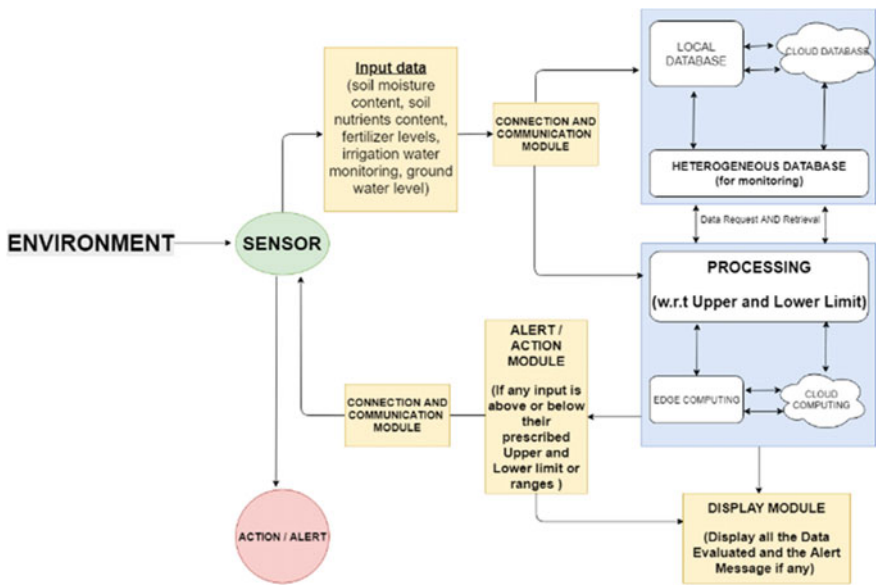 ENVIRONMENT
SENSOR
Input data
(soil moisture
content, soil
nutrients content,
fertilizer levels,
irrigation water
monitoring, ground
water level)
CONNECTION AND
COMMUNICATION
MODULE
LOCAL
DATABASE
CLOUD DATABASE
HETEROGENEOUS DATABASE
(for monitoring)
Data Request AND Retrieval
PROCESSING
(w.r.t Upper and Lower Limit)
EDGE COMPUTING
CLOUD
COMPUTING
ALERT /
ACTION
MODULE
(If any input is
above or below
their
prescribed
Upper and
Lower limit or
ranges )
CONNECTION AND
COMMUNICATION
MODULE
ACTION / ALERT
DISPLAY MODULE
(Display all the Data
Evaluated and the Alert
Message if any)